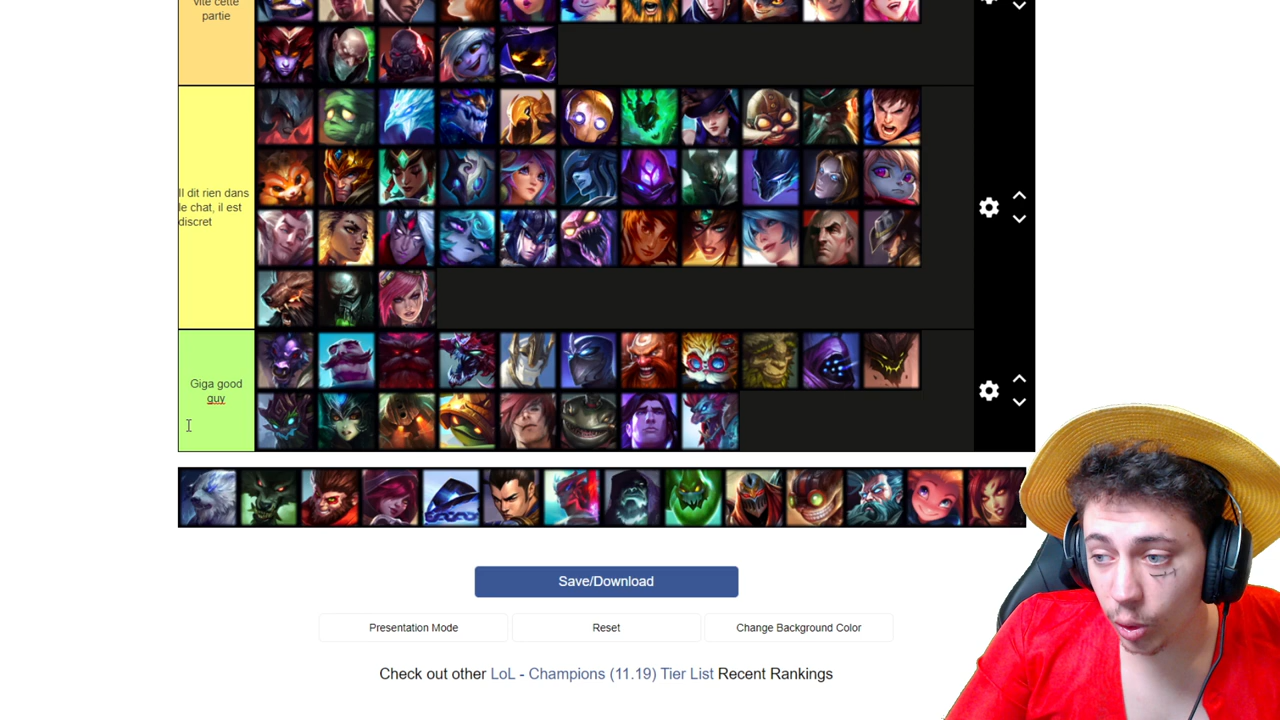 vite cette
partie
Il dit rien dans
le chat, il est
discret
Giga good
guy
Save/Download
Presentation Mode
Reset
Change Background Color
Check out other LoL - Champions (11.19) Tier List Recent Rankings